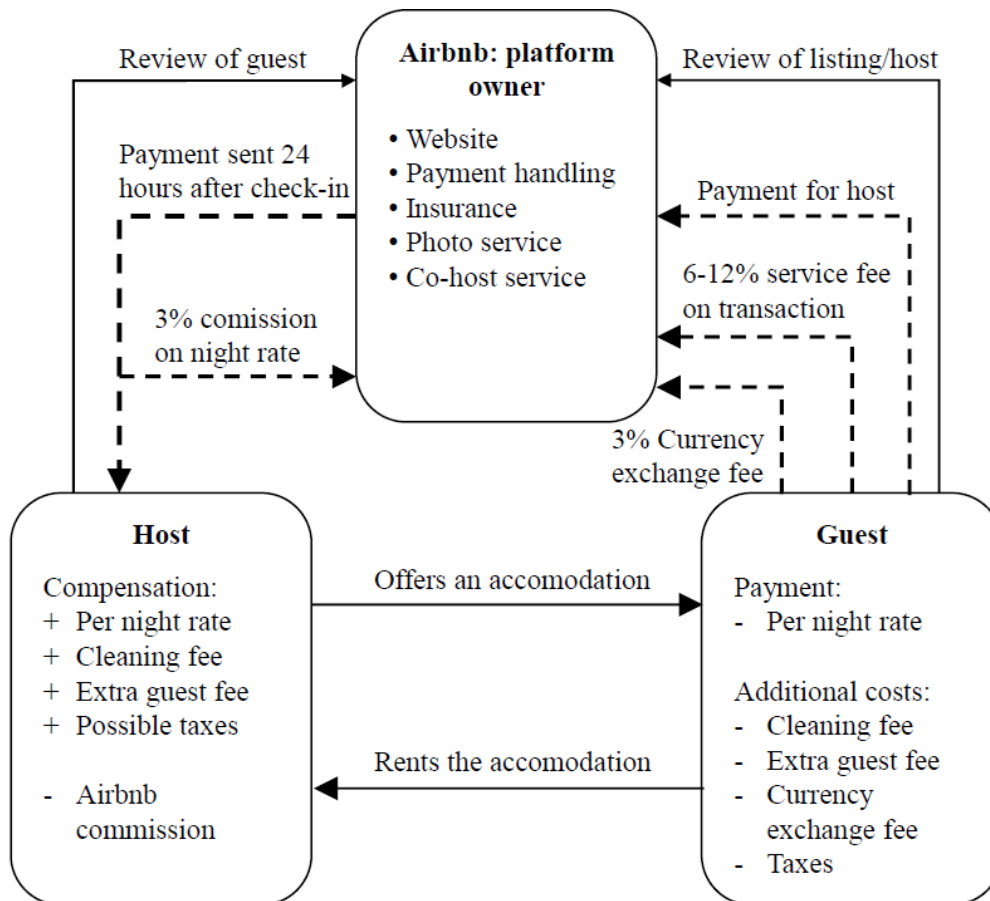 Review of guest
Airbnb: platform
owner
Review of listing/host
• Website
• Payment handling
• Insurance
• Photo service
• Co-host service
Payment sent 24
hours after check-in
3% comission
on night rate
Payment for host
6-12% service fee
on transaction
3% Currency
exchange fee
Host
Compensation:
+ Per night rate
+ Cleaning fee
+ Extra guest fee
+ Possible taxes
- Airbnb
commission
Offers an accomodation
Rents the accomodation
Guest
Payment:
- Per night rate
Additional costs:
- Cleaning fee
- Extra guest fee
- Currency
exchange fee
- Taxes